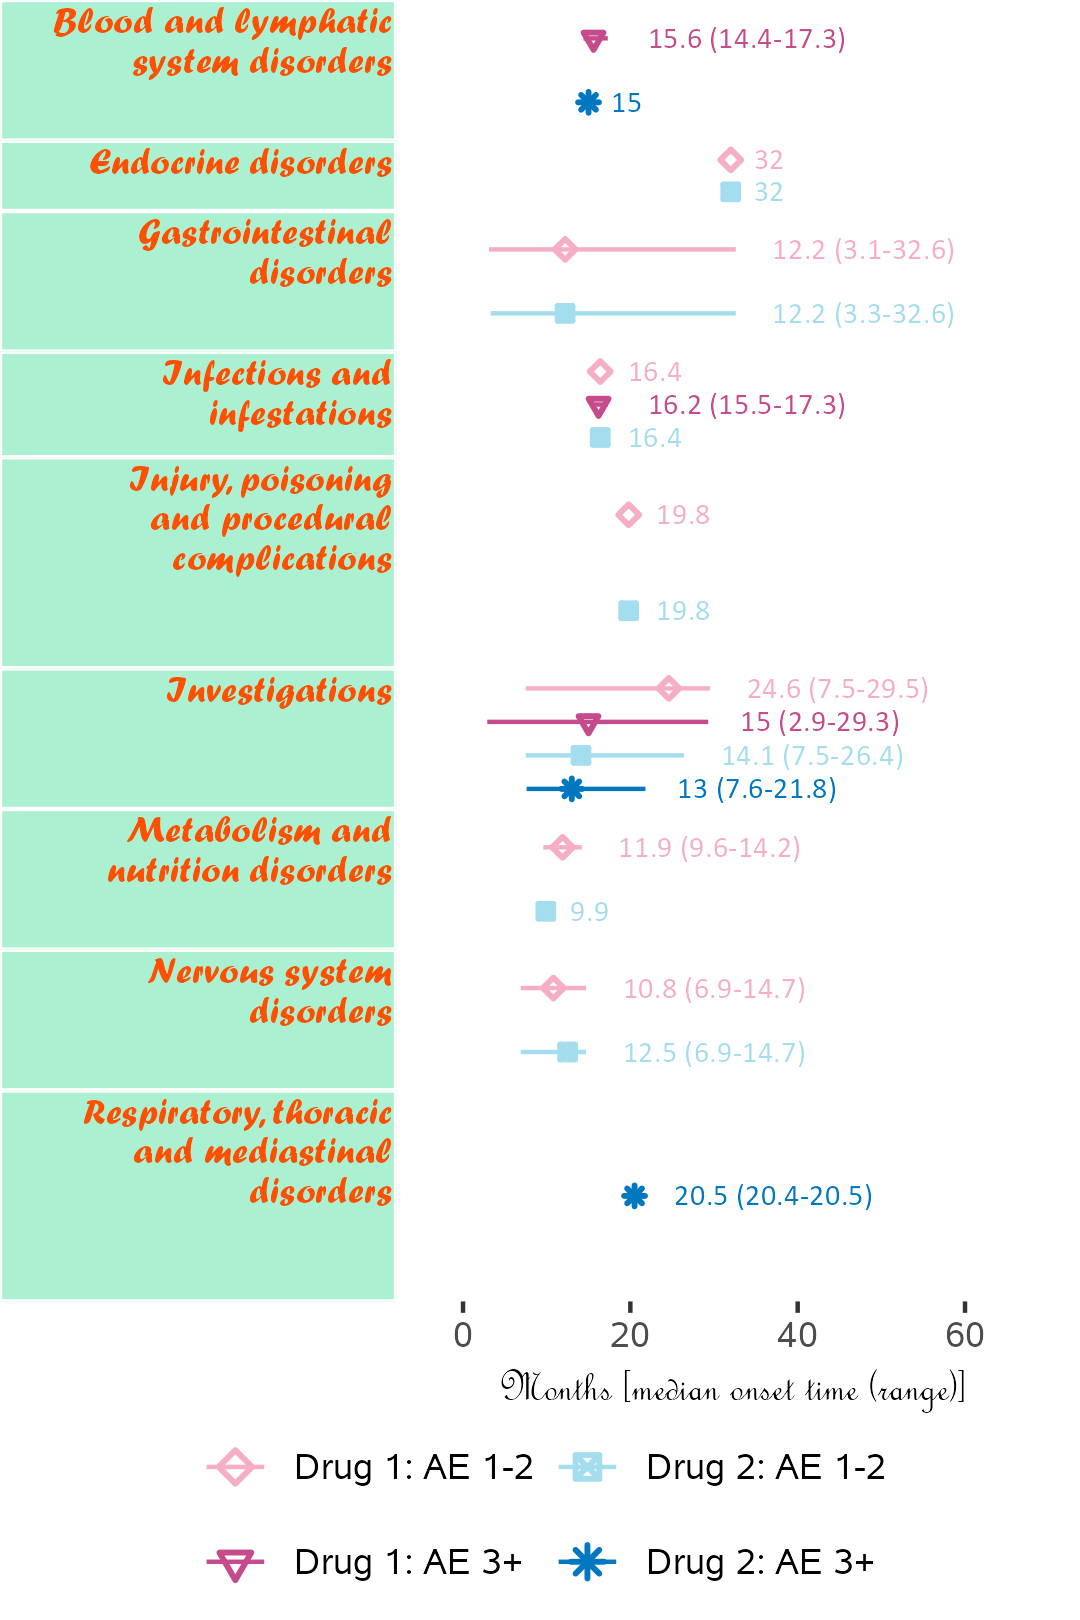 Blood and lymphatic
system disorders
15.6 (14.4-17.3)
15
Endocrine disorders
32
32
Gastrointestinal
disorders
12.2 (3.1-32.6)
12.2 (3.3-32.6)
Infections and
infestations
16.4
16.2 (15.5-17.3)
16.4
Injury, poisoning
and procedural
complications
19.8
19.8
Investigations
24.6 (7.5-29.5)
15 (2.9-29.3)
14.1 (7.5-26.4)
13 (7.6-21.8)
Metabolism and
nutrition disorders
11.9 (9.6-14.2)
9.9
Nervous system
disorders
10.8 (6.9-14.7)
12.5 (6.9-14.7)
Respiratory, thoracic
and mediastinal
disorders
20.5 (20.4-20.5)
0 20 40 60
Months [median onset time (range)]
Drug 1: AE 1-2 Drug 2: AE 1-2
Drug 1: AE 3+ Drug 2: AE 3+